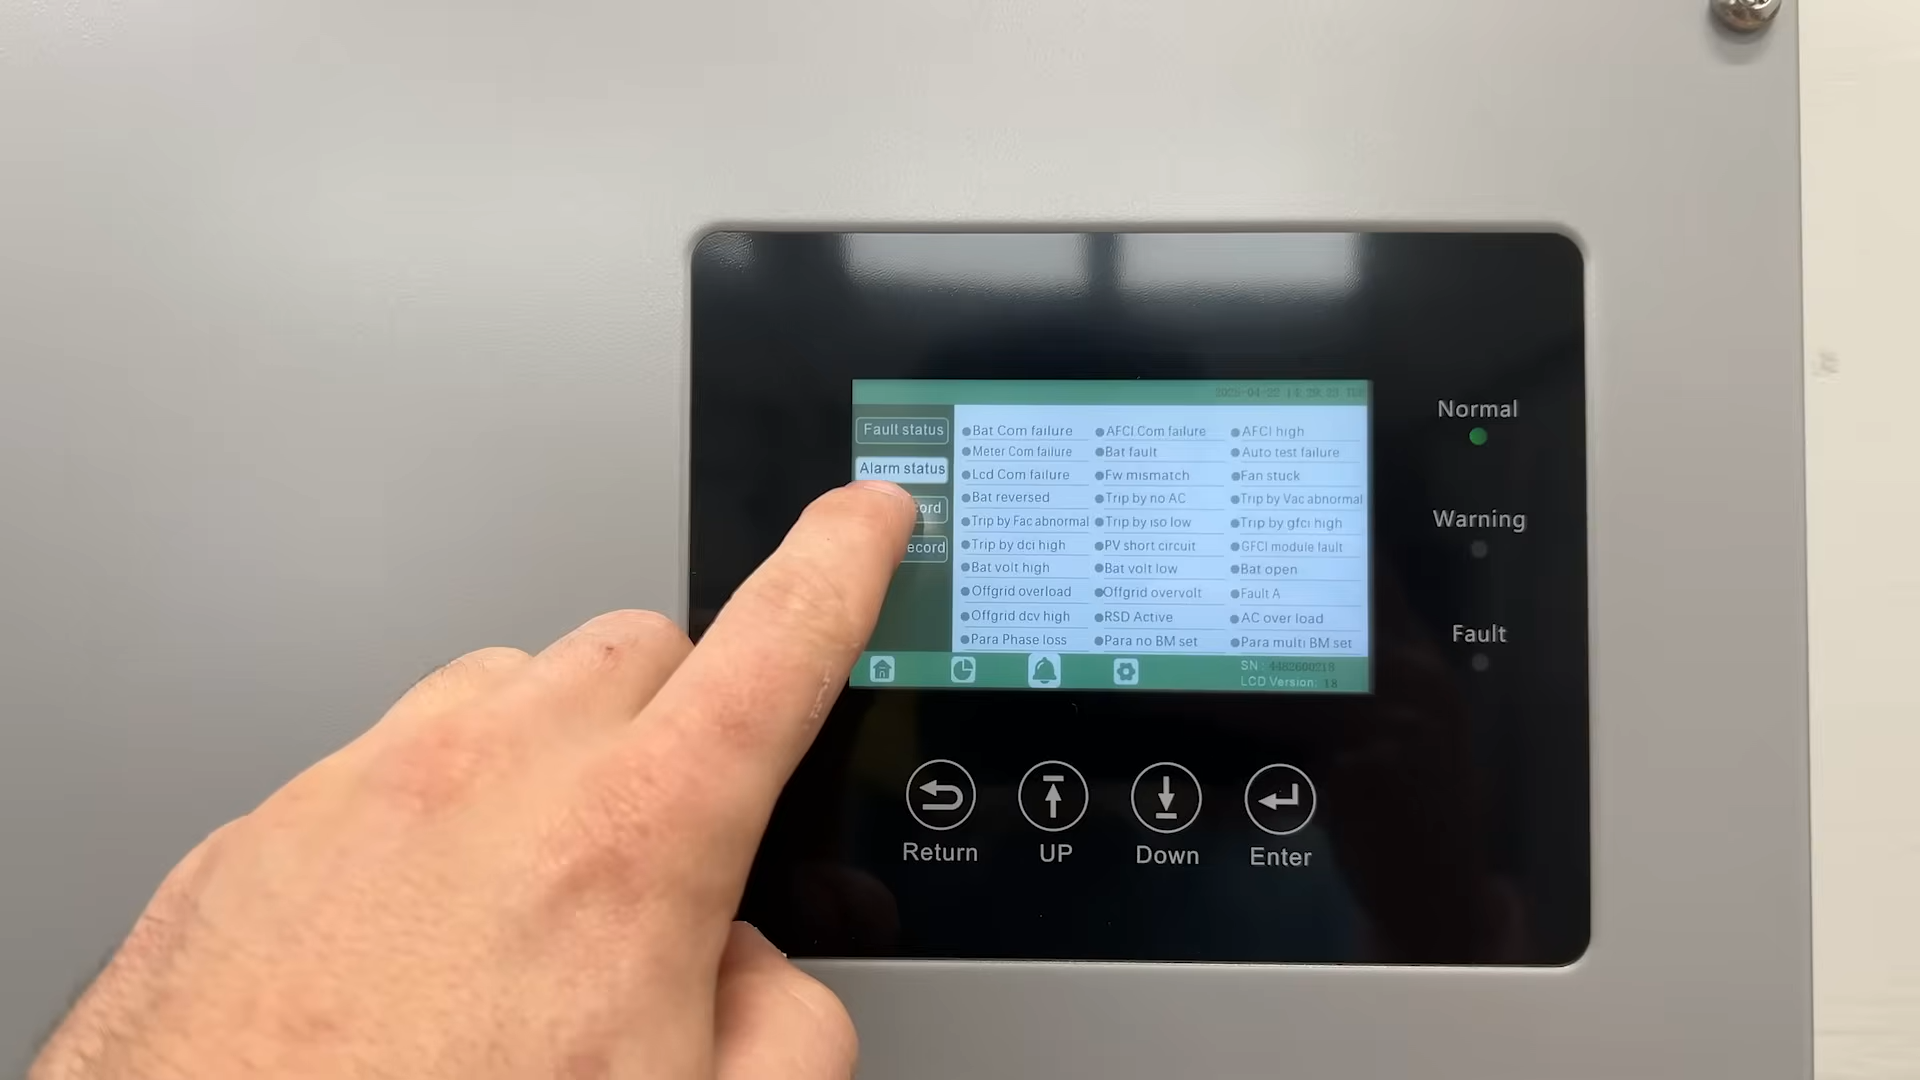 Fault status
Alarm status
ord
ecord
Bat Com failure AFCI Com failure AFCI high
Meter Com failure Bat fault Auto test failure
Lcd Com failure Fw mismatch Fan stuck
Bat reversed Trip by no AC Trip by Vac abnormal
Trip by Fac abnormal Trip by iso low Trip by gfci high
Trip by dci high PV short circuit GFCI module fault
Bat volt high Bat volt low Bat open
Offgrid overload Offgrid overvolt Fault A
Offgrid dcv high RSD Active AC over load
Para Phase loss Para no BM set Para multi BM set
SN: 4482600218
LCD Version: 18
Normal
Warning
Fault
Return UP Down Enter